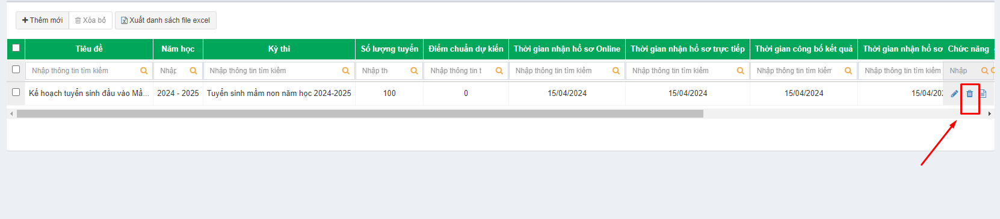 Thêm mới Xóa bỏ Xuất danh sách file excel
Tiêu đề Năm học Kỳ thi Số lượng tuyển Điểm chuẩn dự kiến Thời gian nhận hồ sơ Online Thời gian nhận hồ sơ trực tiếp Thời gian công bố kết quả Thời gian nhận hồ sơ Chức năng
Nhập thông tin tìm kiếm Nhập Nhập thông tin tìm kiếm Nhập th Nhập thông tin t Nhập thông tin tìm kiếm Nhập thông tin tìm kiếm Nhập thông tin tìm kiếm Nhập thông tin tìm kiếm Nhập
Kế hoạch tuyển sinh đầu vào Mầ... 2024 - 2025 Tuyển sinh mầm non năm học 2024-2025 100 0 15/04/2024 15/04/2024 15/04/2024 15/04/202